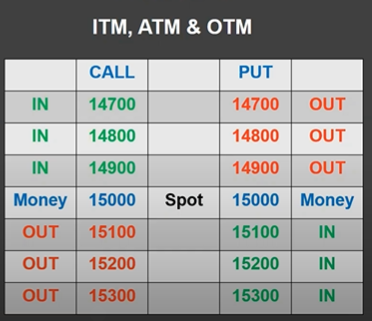 ITM, ATM & OTM
CALL PUT
IN 14700 14700 OUT
IN 14800 14800 OUT
IN 14900 14900 OUT
Money 15000 Spot 15000 Money
OUT 15100 15100 IN
OUT 15200 15200 IN
OUT 15300 15300 IN